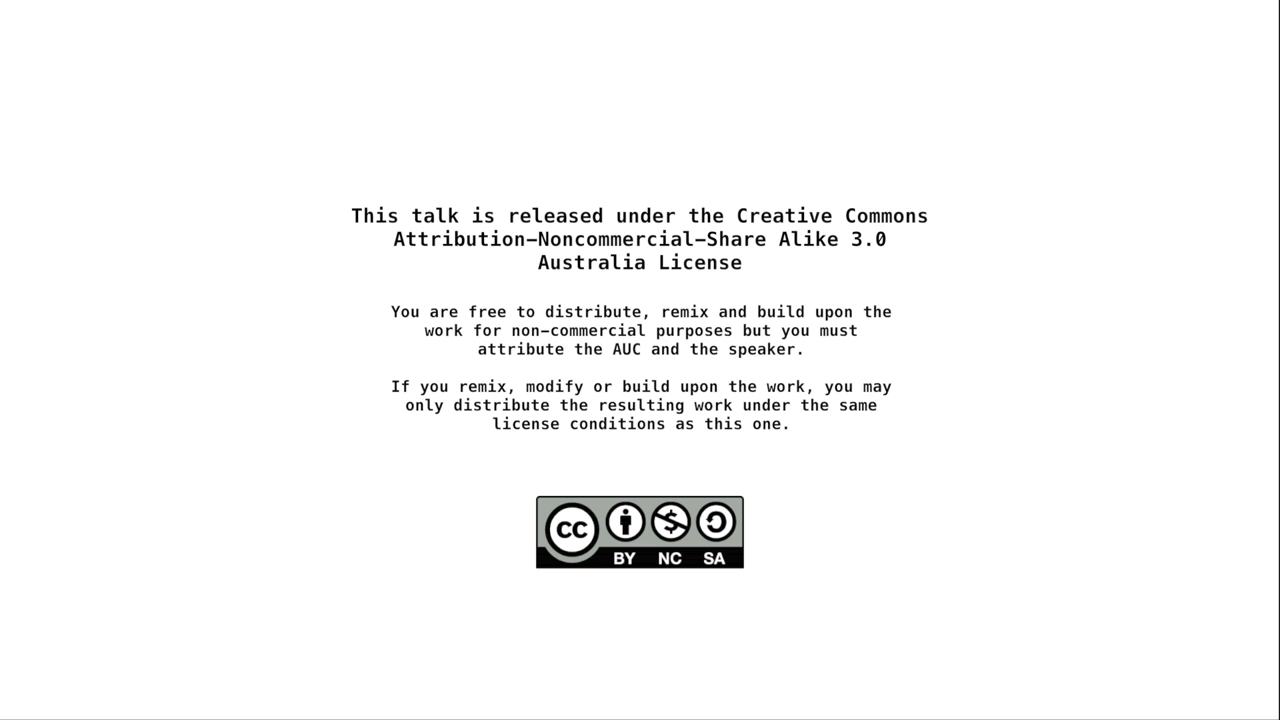 This talk is released under the Creative Commons
Attribution-Noncommercial-Share Alike 3.0
Australia License
You are free to distribute, remix and build upon the
work for non-commercial purposes but you must
attribute the AUC and the speaker.
If you remix, modify or build upon the work, you may
only distribute the resulting work under the same
license conditions as this one.
CC
BY NC SA